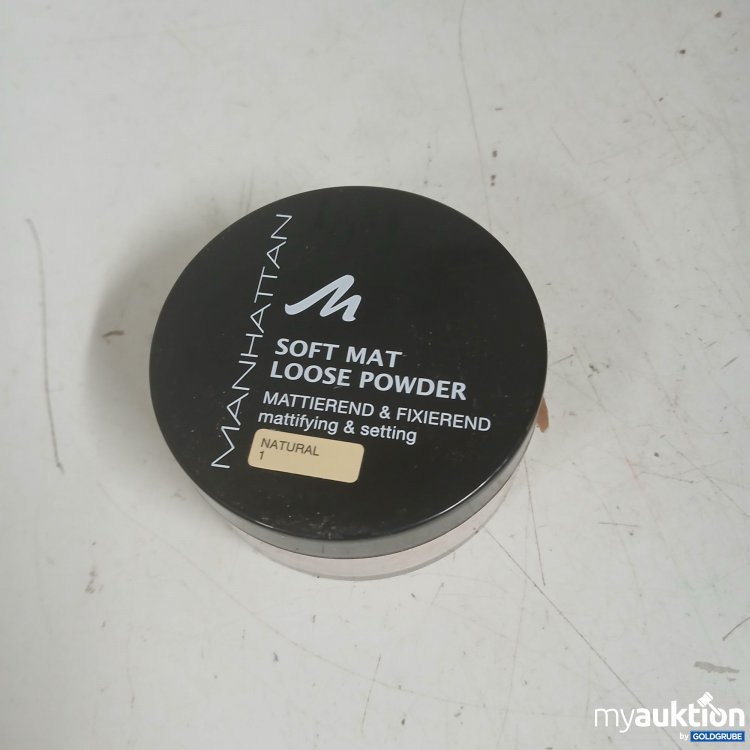 MANHATTAN
M
SOFT MAT
LOOSE POWDER
MATTIEREND & FIXIEREND
mattifying & setting
NATURAL
1
myauktion
by GOLDGRUBE